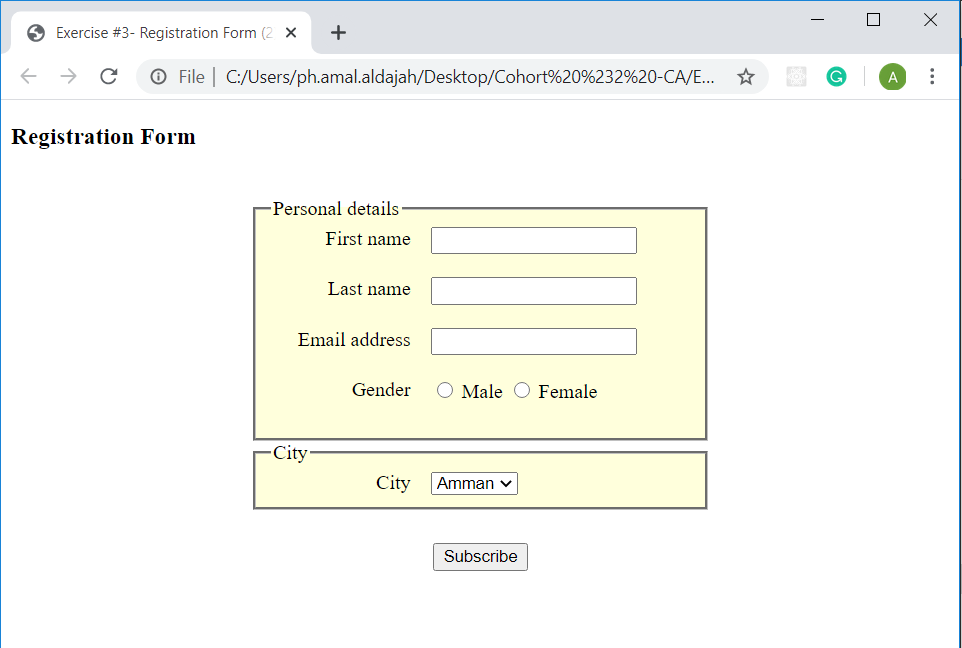 Exercise #3- Registration Form (2
File | C:/Users/ph.amal.aldajah/Desktop/Cohort%20%232%20-CA/E...
A
Registration Form
Personal details
First name
Last name
Email address
Gender Male Female
City
City Amman
Subscribe